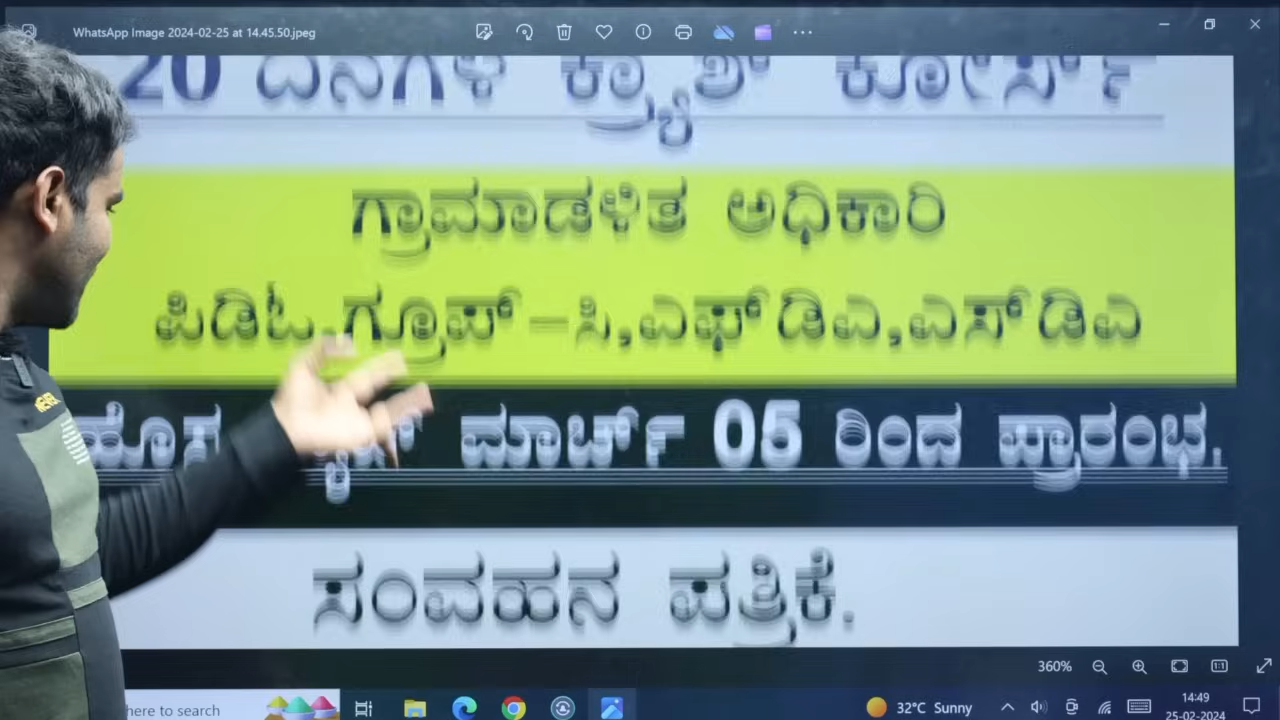 WhatsApp Image 2024-02-25 at 14.45.50.jpeg
20 ದಿನಗಳ ಕ್ರ್ಯಾಶ್ ಕೋರ್ಸ್
ಗ್ರಾಮಾಡಳಿತ ಅಧಿಕಾರಿ
ಪಿಡಿಓ,ಗ್ರೂಪ್-ಸಿ,ಎಫ್‌ಡಿಎ,ಎಸ್‌ಡಿಎ
ಹೊಸ ಮಾರ್ಚ್ 05 ರಿಂದ ಪ್ರಾರಂಭ.
ಸಂವಹನ ಪತ್ರಿಕೆ.
360%
here to search
32°C Sunny
14:49
25-02-2024